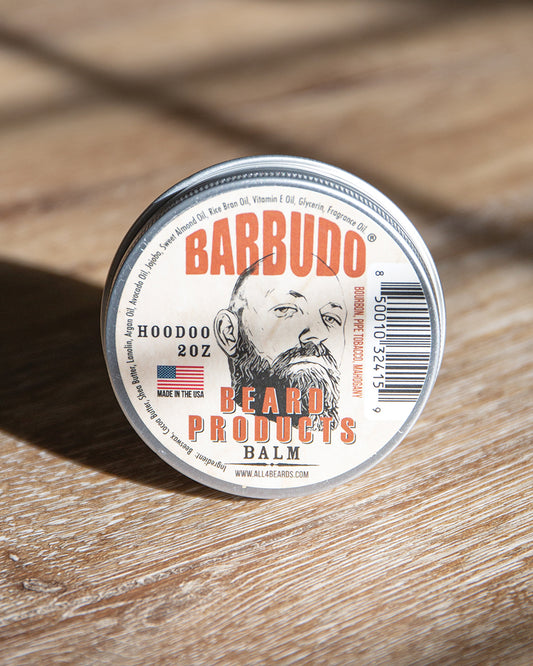 Ingredient: Beeswax, Cocoa Butter, Shea Butter, Lanolin, Argan Oil, Avocado Oil, Jojoba, Sweet Almond Oil, Rice Bran Oil, Vitamin E Oil, Glycerin, Fragrance Oil.
BARBUDO®
HOODOO
2OZ
MADE IN THE USA
BOURBON, PIPE TOBACCO, MAHOGANY
8 50010 32415 9
BEARD
PRODUCTS
BALM
WWW.ALL4BEARDS.COM